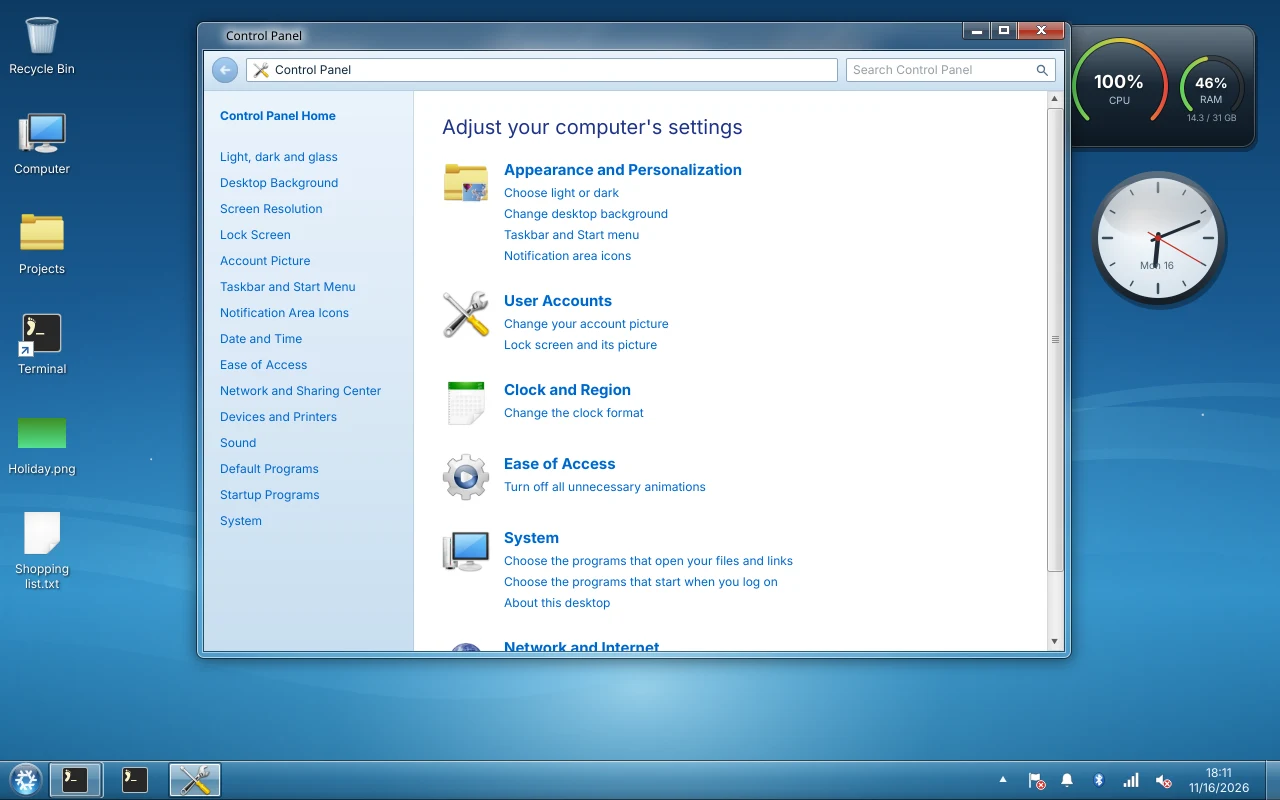 Control Panel
Control Panel
Search Control Panel
Recycle Bin
Computer
Projects
Terminal
Holiday.png
Shopping
list.txt
Control Panel Home
Light, dark and glass
Desktop Background
Screen Resolution
Lock Screen
Account Picture
Taskbar and Start Menu
Notification Area Icons
Date and Time
Ease of Access
Network and Sharing Center
Devices and Printers
Sound
Default Programs
Startup Programs
System
Adjust your computer's settings
Appearance and Personalization
Choose light or dark
Change desktop background
Taskbar and Start menu
Notification area icons
User Accounts
Change your account picture
Lock screen and its picture
Clock and Region
Change the clock format
Ease of Access
Turn off all unnecessary animations
System
Choose the programs that open your files and links
Choose the programs that start when you log on
About this desktop
Network and Internet
100%
CPU
46%
RAM
14.3 / 31 GB
Mon 16
18:11
11/16/2026